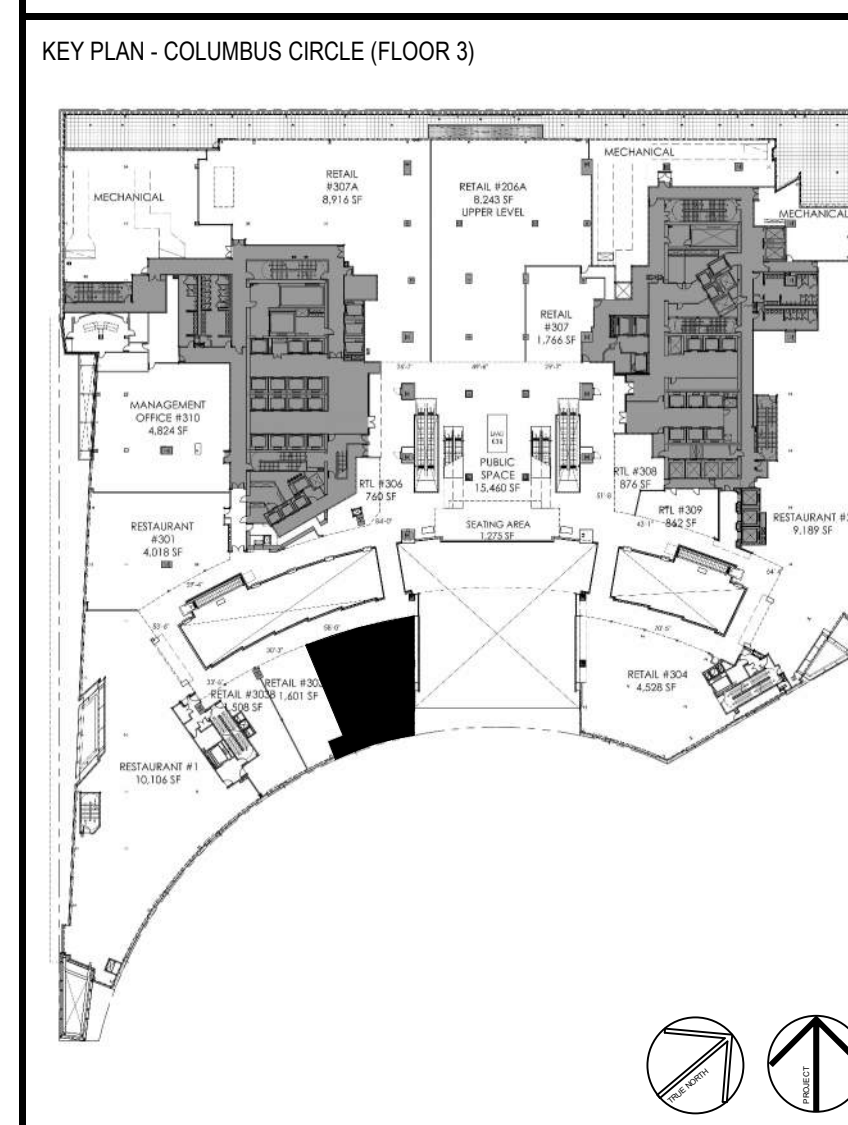 KEY PLAN - COLUMBUS CIRCLE (FLOOR 3)
MECHANICAL
RETAIL
#307A
8,916 SF
RETAIL #206A
8,243 SF
UPPER LEVEL
MECHANICAL
MECHANICAL
RETAIL
#307
1,766 SF
49'-6"
MANAGEMENT
OFFICE #310
4,824 SF
PUBLIC
SPACE
15,460 SF
RTL #306
760 SF
RTL #308
876 SF
RTL #309
862 SF
SEATING AREA
1,275 SF
RESTAURANT
#301
4,018 SF
RESTAURANT #
9,189 SF
RETAIL #304
4,528 SF
RETAIL #30
1,601 SF
RETAIL #303B
1,508 SF
RESTAURANT #1
10,106 SF
TRUE NORTH
PROJECT